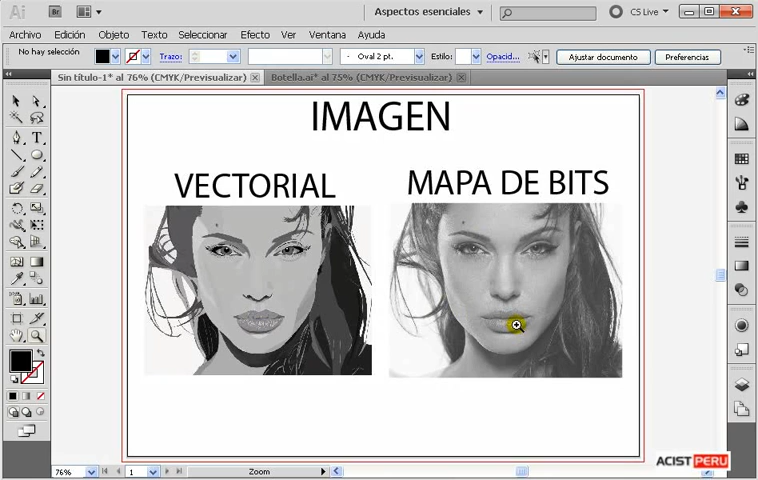 Ai
Br
Aspectos esenciales
CS Live
Archivo Edición Objeto Texto Seleccionar Efecto Ver Ventana Ayuda
No hay selección
Trazo:
Oval 2 pt.
Estilo:
Opacid...
Ajustar documento
Preferencias
Sin título-1* al 76% (CMYK/Previsualizar)
Botella.ai* al 75% (CMYK/Previsualizar)
IMAGEN
VECTORIAL
MAPA DE BITS
76%
1
Zoom
ACIST PERU